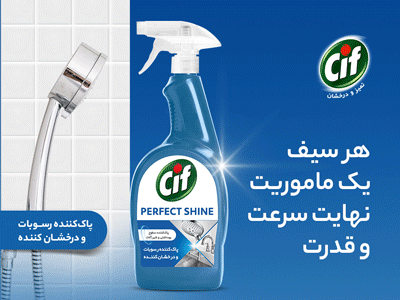 Cif
تمیز و درخشان
هر سیف
یک ماموریت
نهایت سرعت
و قدرت
Cif
PERFECT SHINE
پاک‌کننده رسوبات
و درخشان کننده
پاک‌کننده رسوبات
و درخشان کننده